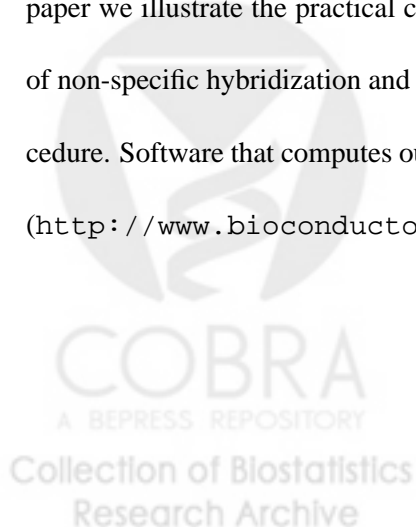 paper we illustrate the practical c
of non-specific hybridization and
cedure. Software that computes ou
(http://www.bioconducto
COBRA
A BEPRESS REPOSITORY
Collection of Biostatistics
Research Archive